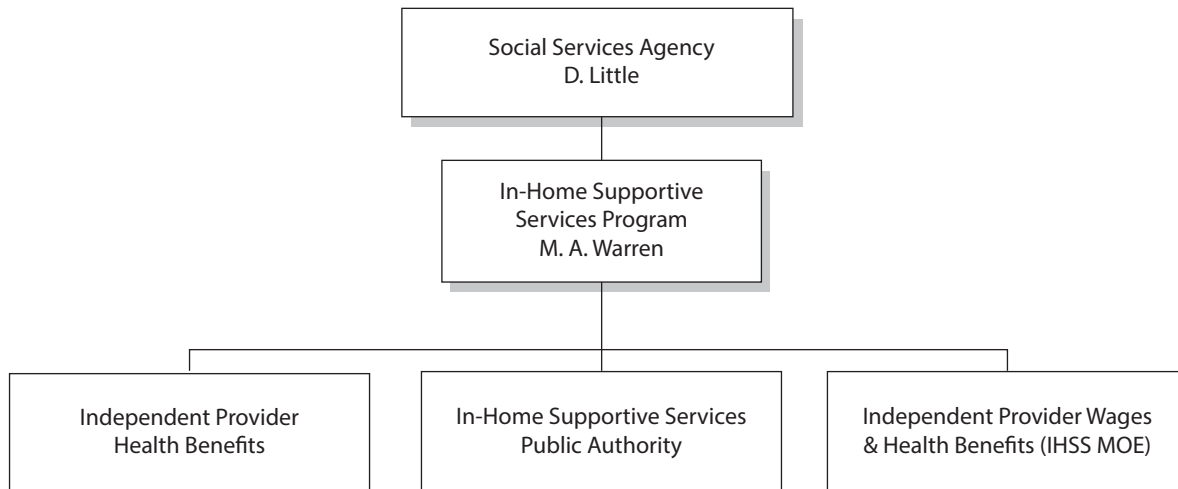 Social Services Agency
D. Little
In-Home Supportive
Services Program
M. A. Warren
Independent Provider
Health Benefits
In-Home Supportive Services
Public Authority
Independent Provider Wages
& Health Benefits (IHSS MOE)